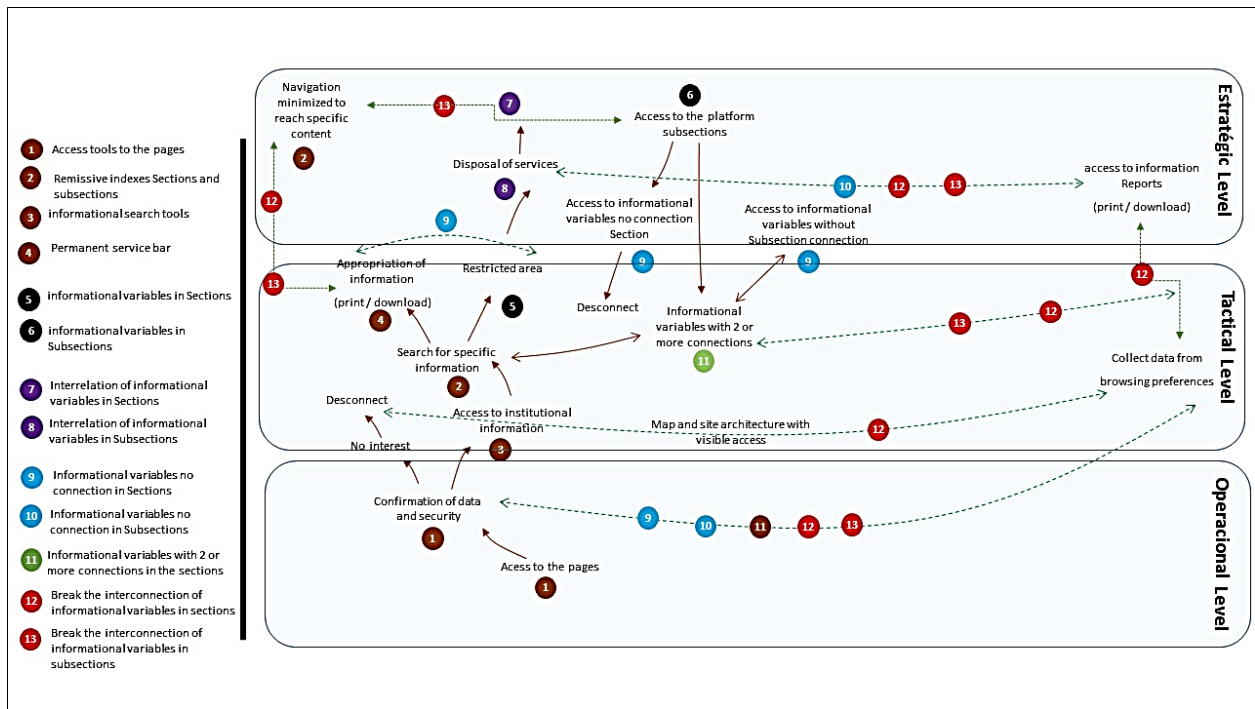 1 Access tools to the pages
2 Remissive indexes Sections and
subsections
3 informational search tools
4 Permanent service bar
5 informational variables in Sections
6 informational variables in
Subsections
7 Interrelation of informational
variables in Sections
8 Interrelation of informational
variables in Subsections
9 Informational variables no
connection in Sections
10 Informational variables no
connection in Subsections
11 Informational variables with 2 or
more connections in the sections
12 Break the interconnection of
informational variables in sections
13 Break the interconnection of
informational variables in
subsections
Estratégic Level
Navigation
minimized to
reach specific
content
2
13
7
6
Access to the platform
subsections
Disposal of services
8
10
12
13
access to information
Reports
(print / download)
12
9
Access to informational
variables no connection
Section
9
Access to informational
variables without
Subsection connection
9
Tactical Level
13
Appropriation of
information
(print / download)
4
Restricted area
5
Desconnect
Informational
variables with 2 or
more connections
11
13
12
12
Search for specific
information
2
Collect data from
browsing preferences
Desconnect
Access to institutional
information
3
Map and site architecture with
visible access
12
No interest
Operacional Level
Confirmation of data
and security
1
9
10
11
12
13
Acess to the pages
1